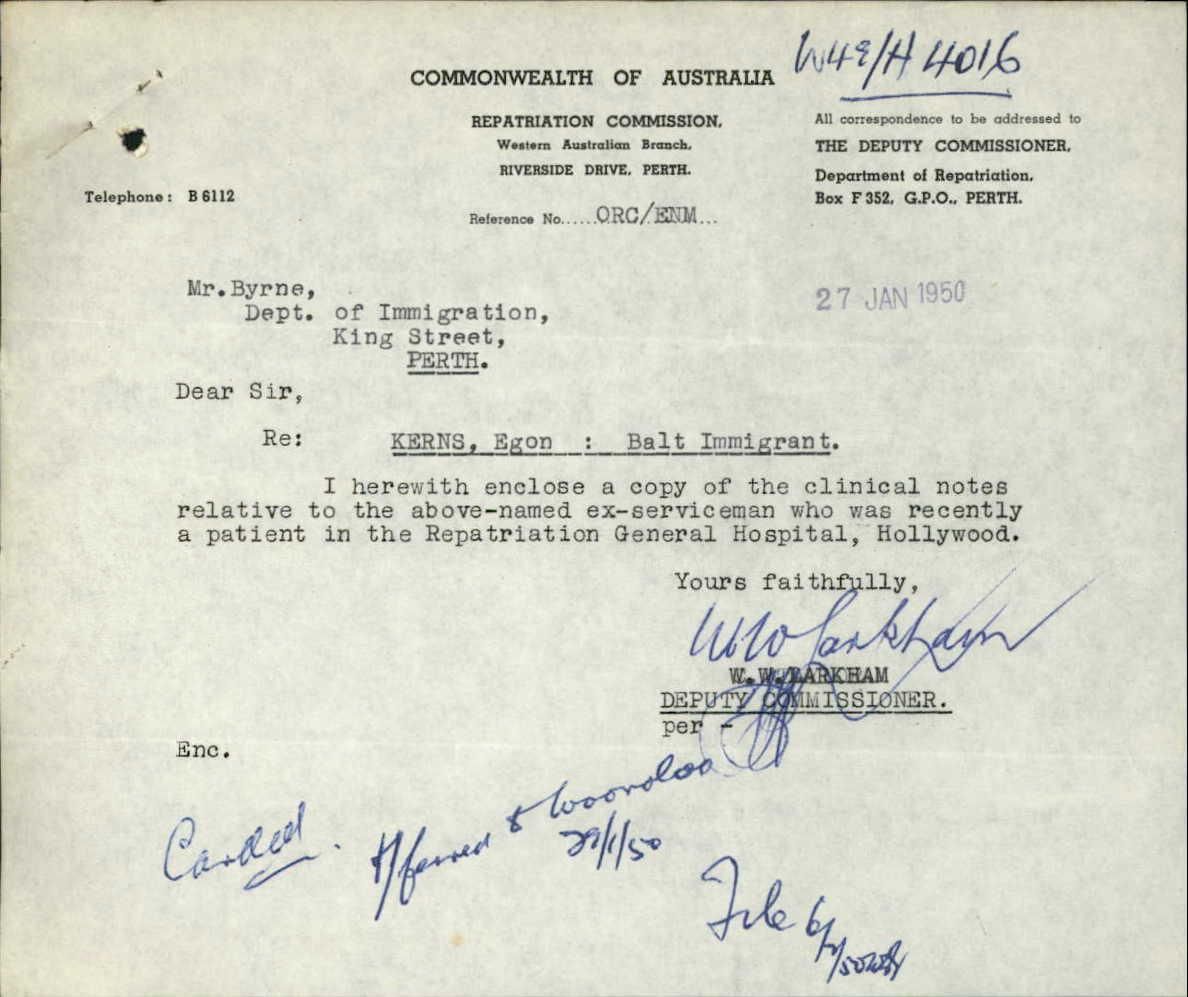 W49/H 4016
COMMONWEALTH OF AUSTRALIA
REPATRIATION COMMISSION,
Western Australian Branch,
RIVERSIDE DRIVE, PERTH.
All correspondence to be addressed to
THE DEPUTY COMMISSIONER,
Department of Repatriation,
Box F 352, G.P.O., PERTH.
Telephone: B 6112
Reference No......ORC/ENM...
27 JAN 1950
Mr.Byrne,
Dept. of Immigration,
King Street,
PERTH.
Dear Sir,
Re: KERNS, Egon : Balt Immigrant.
I herewith enclose a copy of the clinical notes
relative to the above-named ex-serviceman who was recently
a patient in the Repatriation General Hospital, Hollywood.
Yours faithfully,
WW Larkham
W.W.LARKHAM
DEPUTY COMMISSIONER.
per -
Enc.
Carded.
T/ferred to Wooroloo
29/1/50
File